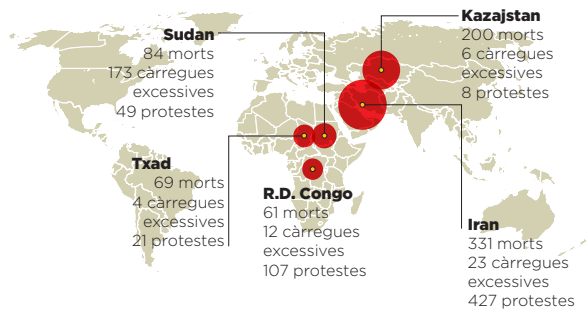 Sudan
84 morts
173 càrregues
excessives
49 protestes
Kazajstan
200 morts
6 càrregues
excessives
8 protestes
Txad
69 morts
4 càrregues
excessives
21 protestes
R.D. Congo
61 morts
12 càrregues
excessives
107 protestes
Iran
331 morts
23 càrregues
excessives
427 protestes